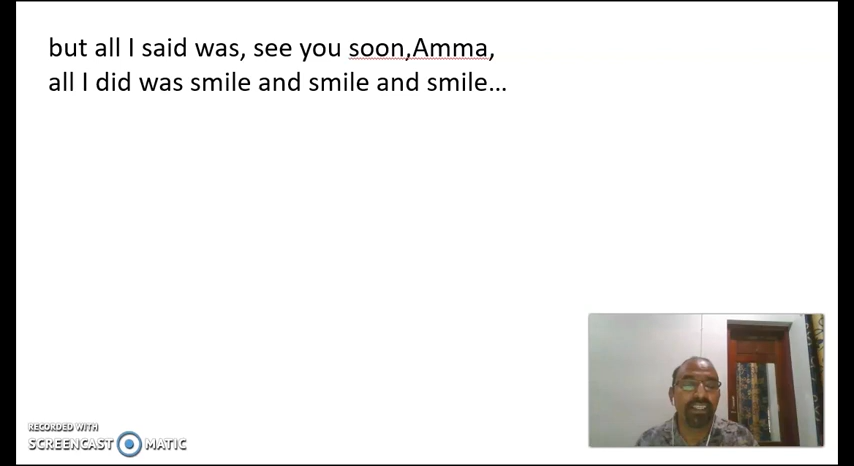 but all I said was, see you soon,Amma,
all I did was smile and smile and smile…
RECORDED WITH
SCREENCAST MATIC